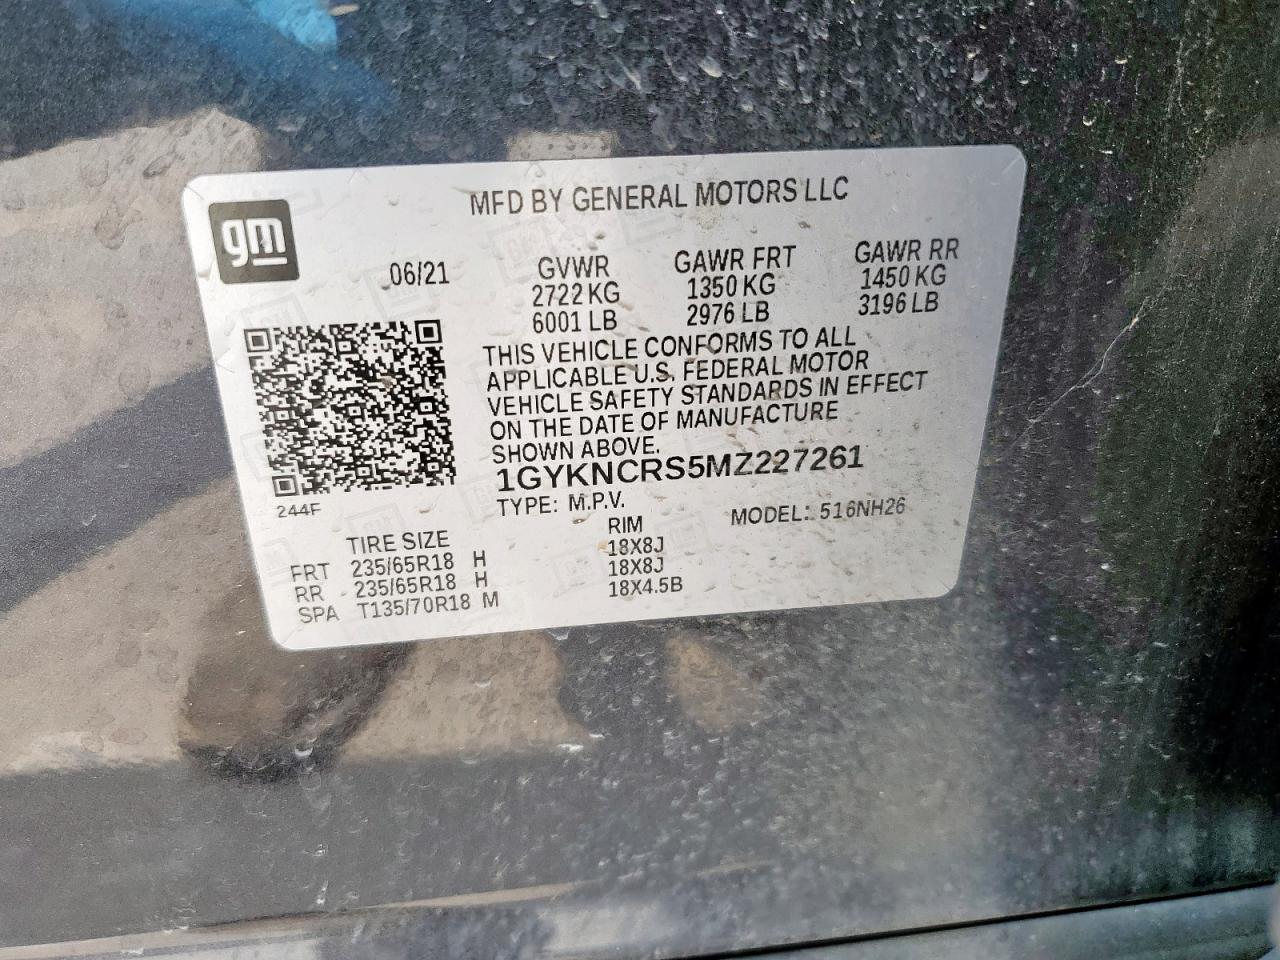 MFD BY GENERAL MOTORS LLC
gm
06/21
GVWR
2722 KG
6001 LB
GAWR FRT
1350 KG
2976 LB
GAWR RR
1450 KG
3196 LB
THIS VEHICLE CONFORMS TO ALL
APPLICABLE U.S. FEDERAL MOTOR
VEHICLE SAFETY STANDARDS IN EFFECT
ON THE DATE OF MANUFACTURE
SHOWN ABOVE.
1GYKNCRS5MZ227261
244F
TYPE: M.P.V.
MODEL: 516NH26
TIRE SIZE RIM
FRT 235/65R18 H 18X8J
RR 235/65R18 H 18X8J
SPA T135/70R18 M 18X4.5B